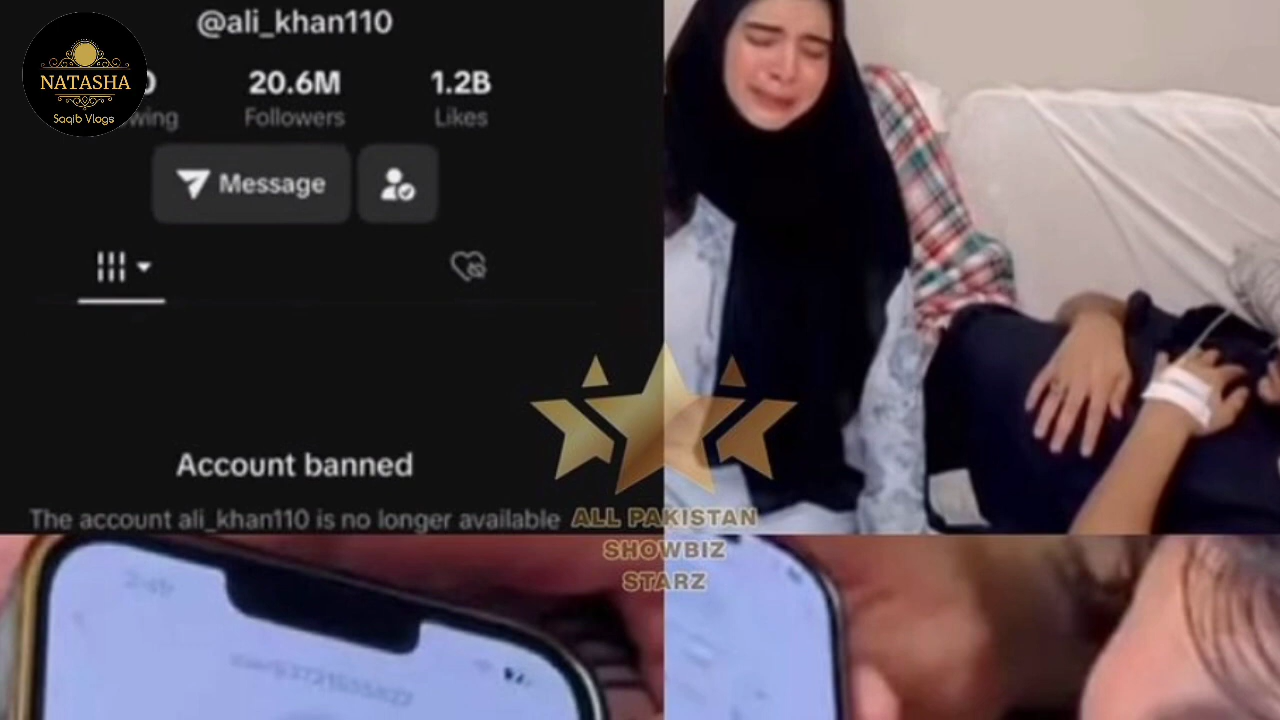 @ali_khan110
NATASHA
Saqib Vlogs
20.6M
1.2B
Followers
Likes
Message
Account banned
The account ali_khan110 is no longer available
ALL PAKISTAN
SHOWBIZ
STARZ